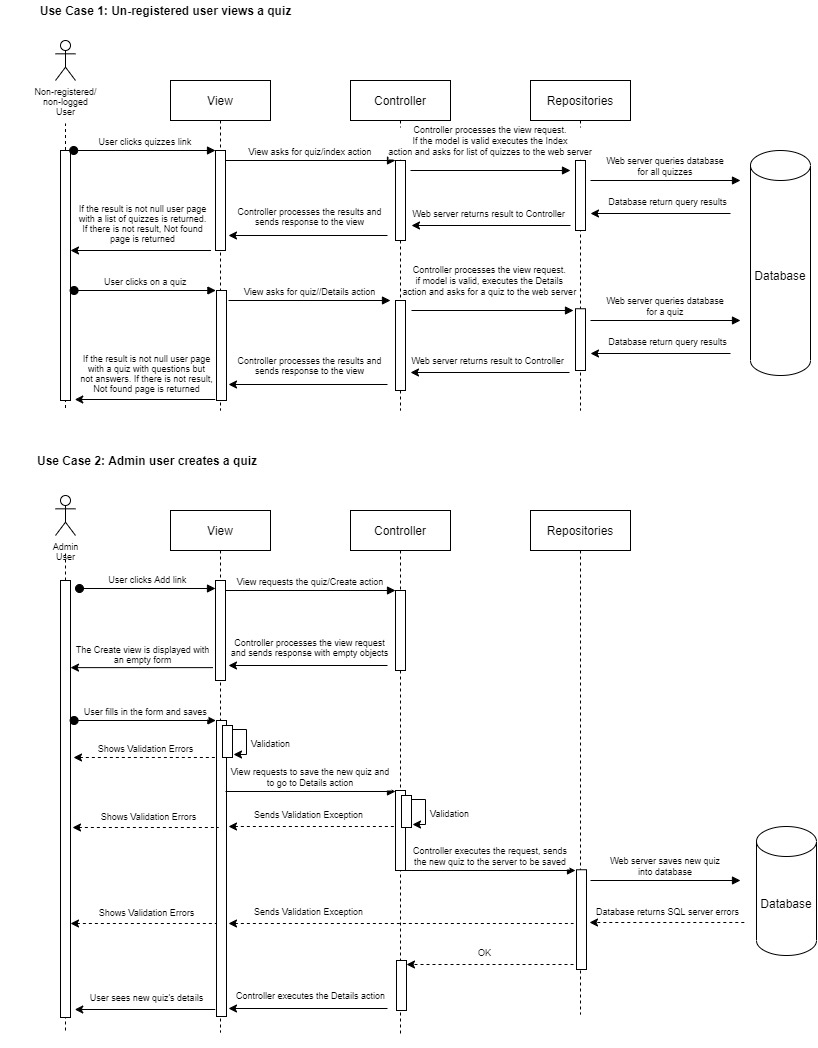 Use Case 1: Un-registered user views a quiz
Non-registered/
non-logged
User
View
Controller
Repositories
User clicks quizzes link
View asks for quiz/index action
Controller processes the view request.
If the model is valid executes the Index
action and asks for list of quizzes to the web server
Web server queries database
for all quizzes
Database return query results
Web server returns result to Controller
Controller processes the results and
sends response to the view
If the result is not null user page
with a list of quizzes is returned.
If there is not result, Not found
page is returned
Database
User clicks on a quiz
View asks for quiz//Details action
Controller processes the view request.
if model is valid, executes the Details
action and asks for a quiz to the web server
Web server queries database
for a quiz
Database return query results
Web server returns result to Controller
Controller processes the results and
sends response to the view
If the result is not null user page
with a quiz with questions but
not answers. If there is not result,
Not found page is returned
Use Case 2: Admin user creates a quiz
Admin
User
View
Controller
Repositories
User clicks Add link
View requests the quiz/Create action
Controller processes the view request
and sends response with empty objects
The Create view is displayed with
an empty form
User fills in the form and saves
Validation
Shows Validation Errors
View requests to save the new quiz and
to go to Details action
Validation
Sends Validation Exception
Shows Validation Errors
Controller executes the request, sends
the new quiz to the server to be saved
Web server saves new quiz
into database
Database
Database returns SQL server errors
Sends Validation Exception
Shows Validation Errors
OK
Controller executes the Details action
User sees new quiz's details